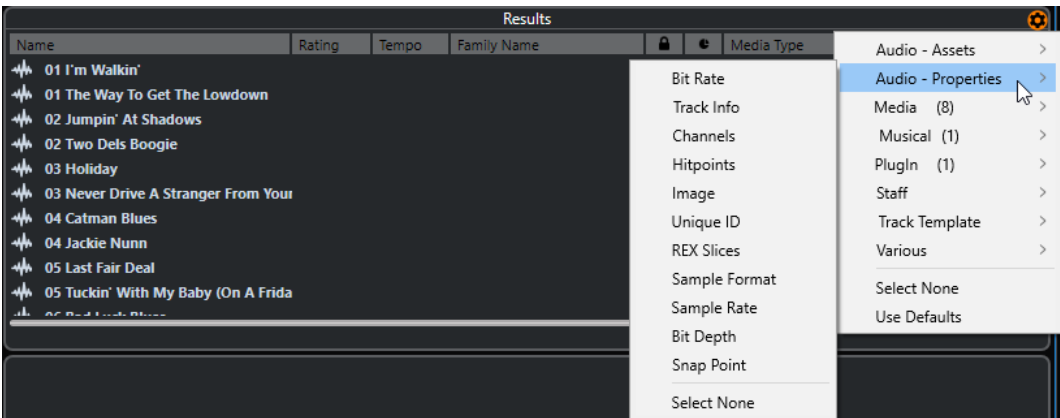 Results
Name Rating Tempo Family Name Media Type
01 I'm Walkin'
01 The Way To Get The Lowdown
02 Jumpin' At Shadows
02 Two Dels Boogie
03 Holiday
03 Never Drive A Stranger From Your
04 Catman Blues
04 Jackie Nunn
05 Last Fair Deal
05 Tuckin' With My Baby (On A Frida
Bit Rate
Track Info
Channels
Hitpoints
Image
Unique ID
REX Slices
Sample Format
Sample Rate
Bit Depth
Snap Point
Select None
Audio - Assets
Audio - Properties
Media (8)
Musical (1)
PlugIn (1)
Staff
Track Template
Various
Select None
Use Defaults